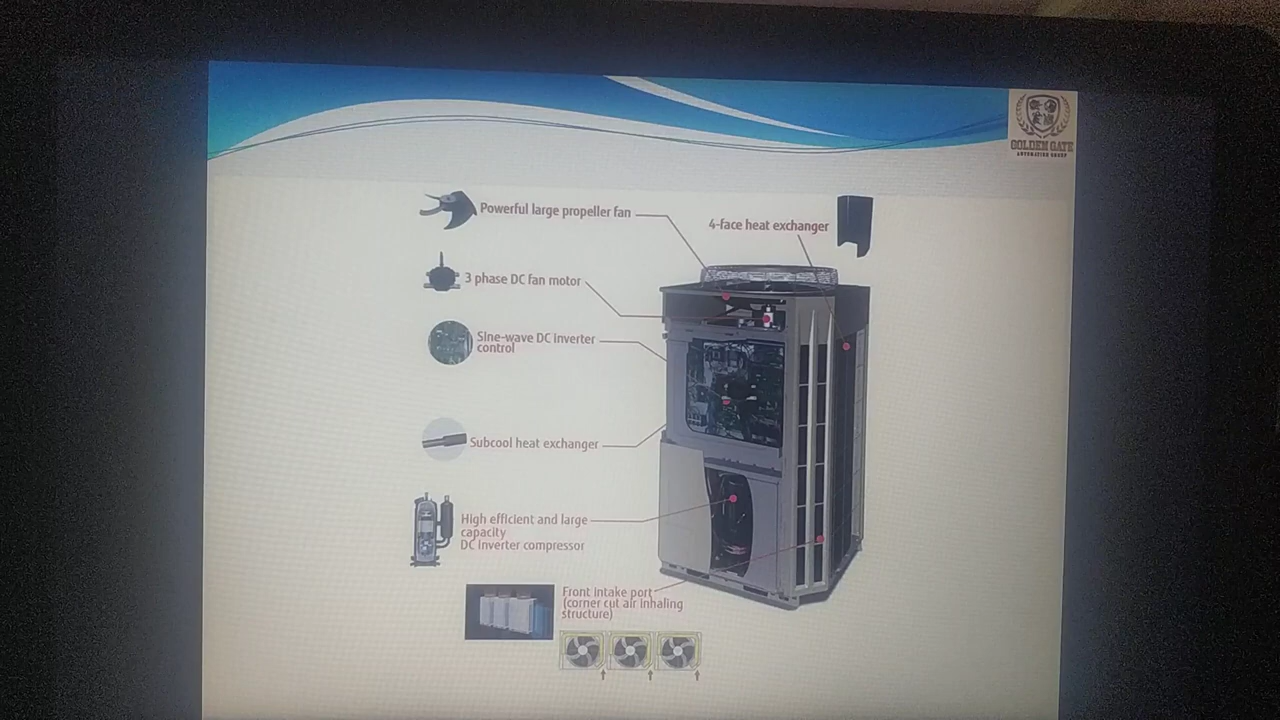 GOLDEN GATE
AUTOMATION GROUP
Powerful large propeller fan
4-face heat exchanger
3 phase DC fan motor
Sine-wave DC inverter
control
Subcool heat exchanger
High efficient and large
capacity
DC inverter compressor
Front intake port
(corner cut air inhaling
structure)